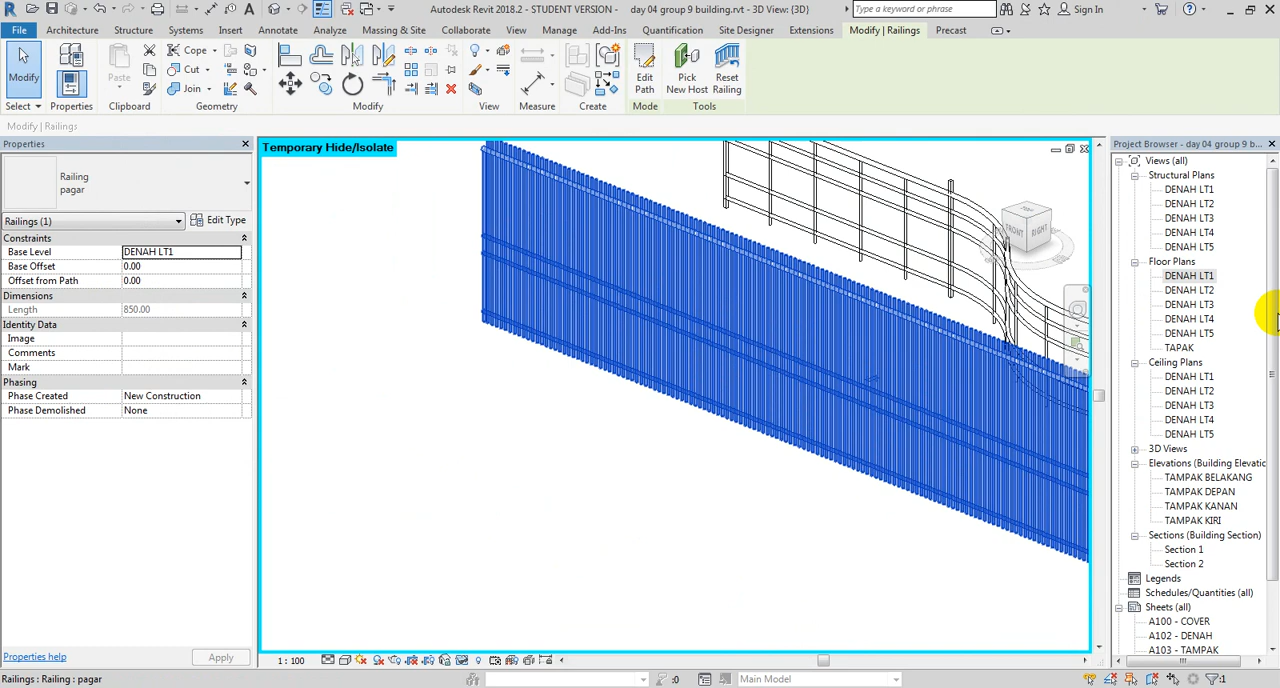 Autodesk Revit 2018.2 - STUDENT VERSION - day 04 group 9 building.rvt - 3D View: {3D}
Type a keyword or phrase
Sign In
File Architecture Structure Systems Insert Annotate Analyze Massing & Site Collaborate View Manage Add-Ins Quantification Site Designer Extensions Modify | Railings Precast
Modify
Paste
Cope
Cut
Join
Edit Path
Pick New Host
Reset Railing
Select Properties Clipboard Geometry Modify View Measure Create Mode Tools
Modify | Railings
Properties
Railing
pagar
Railings (1)
Edit Type
Constraints
Base Level DENAH LT1
Base Offset 0.00
Offset from Path 0.00
Dimensions
Length 850.00
Identity Data
Image
Comments
Mark
Phasing
Phase Created New Construction
Phase Demolished None
Properties help
Apply
Temporary Hide/Isolate
TOP
FRONT
RIGHT
1 : 100
Project Browser - day 04 group 9 b...
Views (all)
Structural Plans
DENAH LT1
DENAH LT2
DENAH LT3
DENAH LT4
DENAH LT5
Floor Plans
DENAH LT1
DENAH LT2
DENAH LT3
DENAH LT4
DENAH LT5
TAPAK
Ceiling Plans
DENAH LT1
DENAH LT2
DENAH LT3
DENAH LT4
DENAH LT5
3D Views
Elevations (Building Elevatio
TAMPAK BELAKANG
TAMPAK DEPAN
TAMPAK KANAN
TAMPAK KIRI
Sections (Building Section)
Section 1
Section 2
Legends
Schedules/Quantities (all)
Sheets (all)
A100 - COVER
A102 - DENAH
A103 - TAMPAK
Railings : Railing : pagar
:0
Main Model
:1